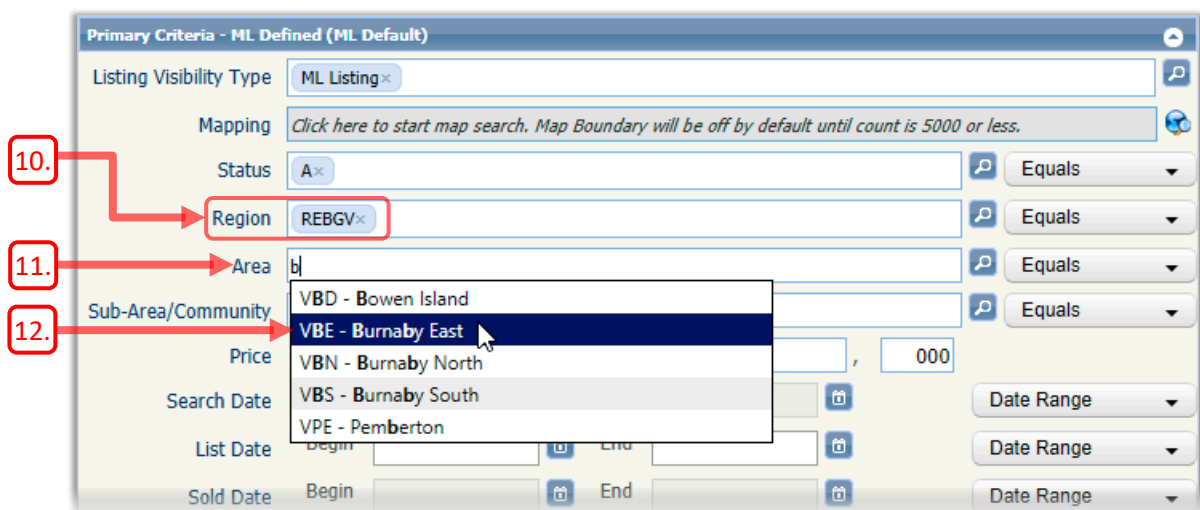 Primary Criteria - ML Defined (ML Default)
Listing Visibility Type ML Listing×
Mapping Click here to start map search. Map Boundary will be off by default until count is 5000 or less.
10.
Status A× Equals
Region REBGV× Equals
11.
Area b Equals
VBD - Bowen Island
Sub-Area/Community Equals
12.
VBE - Burnaby East
Price , 000
VBN - Burnaby North
Search Date Date Range
VBS - Burnaby South
VPE - Pemberton
List Date Begin End Date Range
Sold Date Begin End Date Range